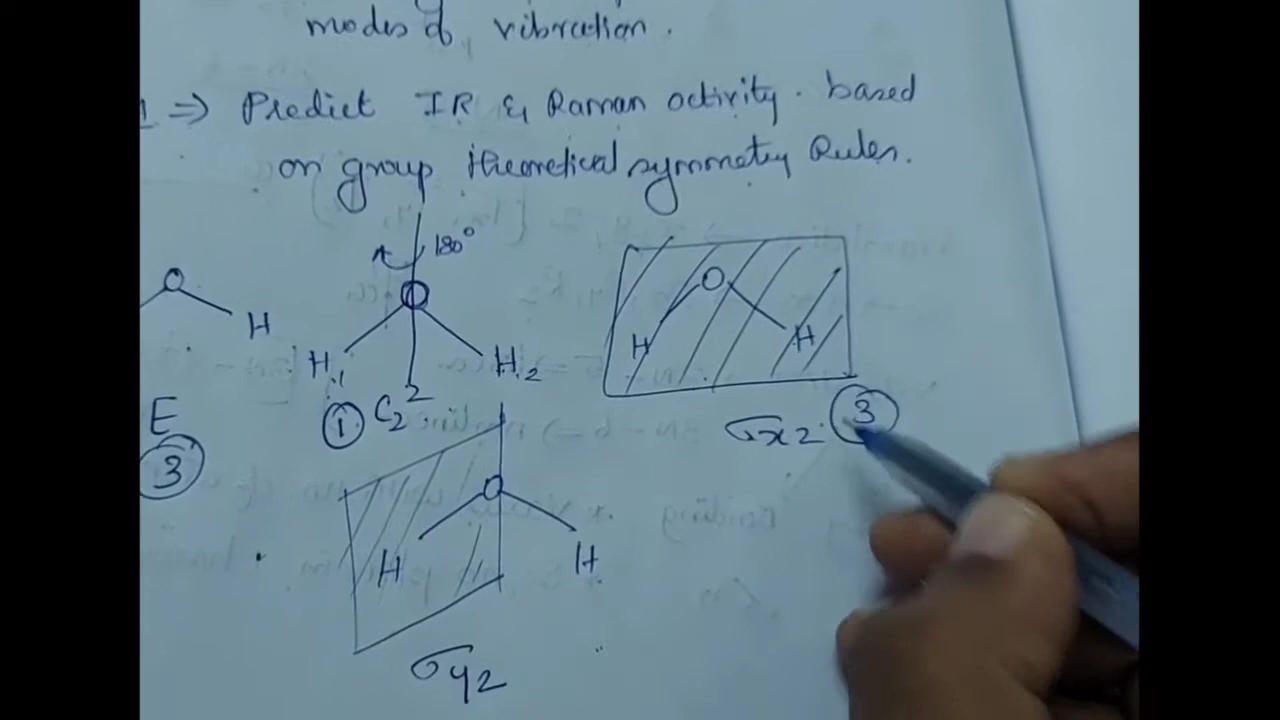 modes of vibration.
1 ⇒ Predict IR & Raman activity. based
on group theoretical symmetry Rules.
180°
O
H
E
3
O
H1
H2
1 C2²
O
H
H
σxz 3
O
H
H
σyz